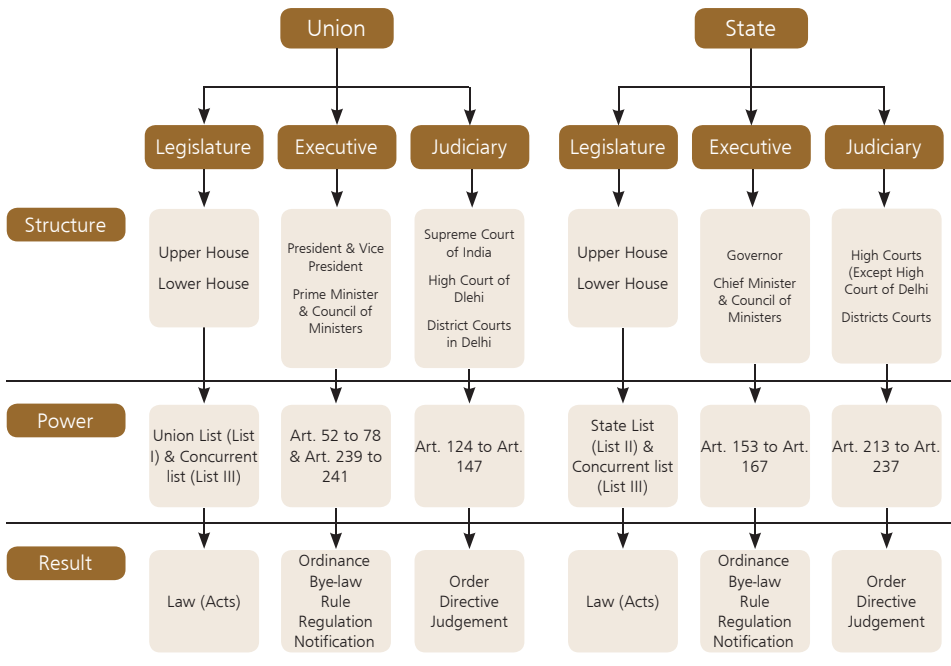 Union
State
Legislature
Executive
Judiciary
Legislature
Executive
Judiciary
Structure
Upper House
Lower House
President & Vice
President
Prime Minister
& Council of
Ministers
Supreme Court
of India
High Court of
Dlehi
District Courts
in Delhi
Upper House
Lower House
Governor
Chief Minister
& Council of
Ministers
High Courts
(Except High
Court of Delhi
Districts Courts
Power
Union List (List
I) & Concurrent
list (List III)
Art. 52 to 78
& Art. 239 to
241
Art. 124 to Art.
147
State List
(List II) &
Concurrent list
(List III)
Art. 153 to Art.
167
Art. 213 to Art.
237
Result
Law (Acts)
Ordinance
Bye-law
Rule
Regulation
Notification
Order
Directive
Judgement
Law (Acts)
Ordinance
Bye-law
Rule
Regulation
Notification
Order
Directive
Judgement